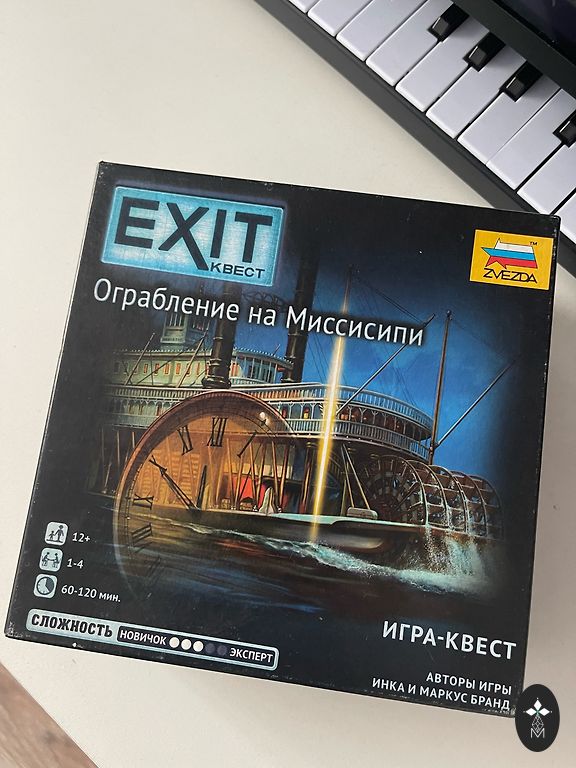 EXIT
КВЕСТ
ZVEZDA
Ограбление на Миссисипи
XII
12+
1-4
60-120 мин.
СЛОЖНОСТЬ НОВИЧОК ЭКСПЕРТ
ИГРА-КВЕСТ
АВТОРЫ ИГРЫ
ИНКА И МАРКУС БРАНД
M